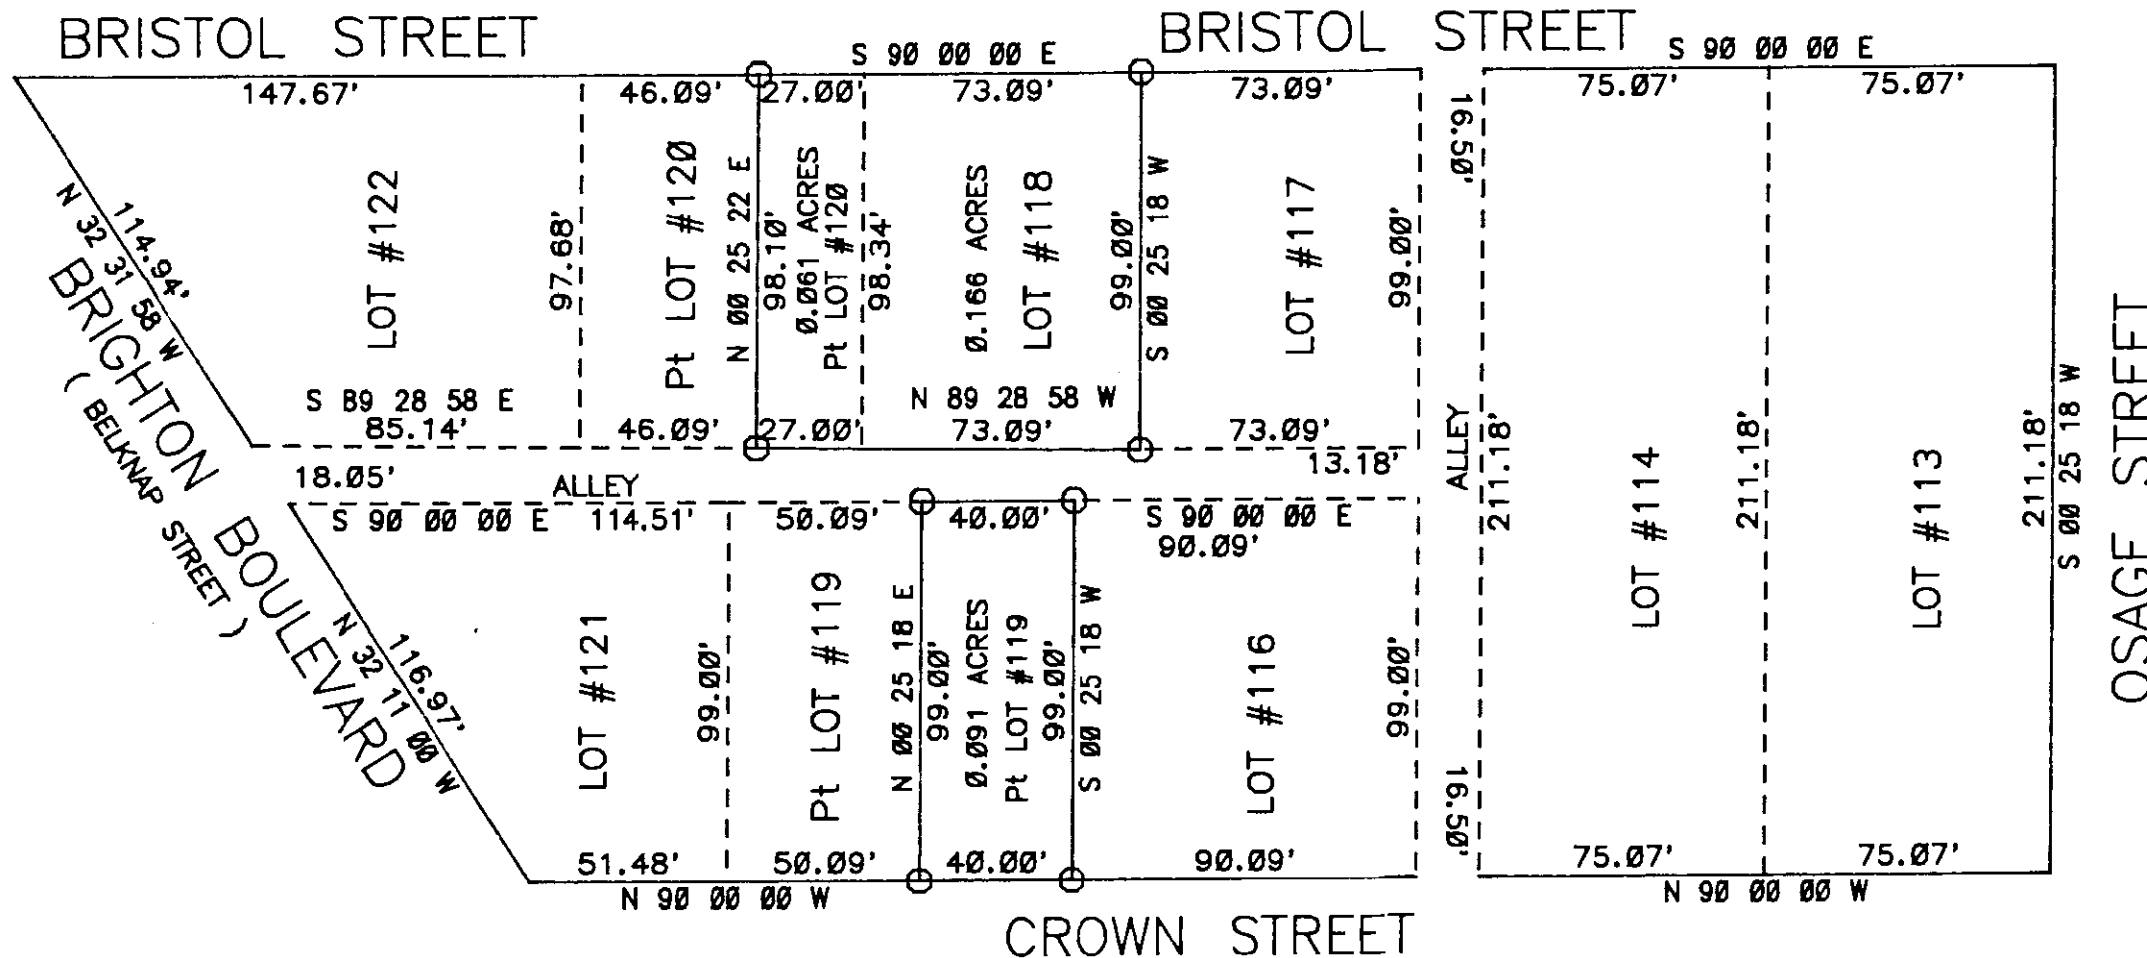 BRISTOL STREET
BRISTOL STREET
S 90 00 00 E
S 90 00 00 E
147.67'
46.09'
27.00'
73.09'
73.09'
75.07'
75.07'
16.50'
114.94'
N 32 31 58 W
LOT #122
97.68'
Pt LOT #120
N 00 25 22 E
98.10'
0.061 ACRES
Pt LOT #120
98.34'
0.166 ACRES
LOT #118
99.00'
S 00 25 18 W
LOT #117
99.00'
S 89 28 58 E
N 89 28 58 W
85.14'
46.09'
27.00'
73.09'
73.09'
13.18'
BRIGHTON BOULEVARD
( BELKNAP STREET )
18.05'
ALLEY
ALLEY
211.18'
LOT #114
211.18'
LOT #113
211.18'
S 00 25 18 W
OSAGE STREET
S 90 00 00 E
114.51'
50.09'
40.00'
S 90 00 00 E
90.09'
116.97'
N 32 11 00 W
LOT #121
99.00'
Pt LOT #119
N 00 25 18 E
99.00'
0.091 ACRES
Pt LOT #119
99.00'
S 00 25 18 W
LOT #116
99.00'
16.50'
51.48'
50.09'
40.00'
90.09'
75.07'
75.07'
N 90 00 00 W
N 90 00 00 W
CROWN STREET